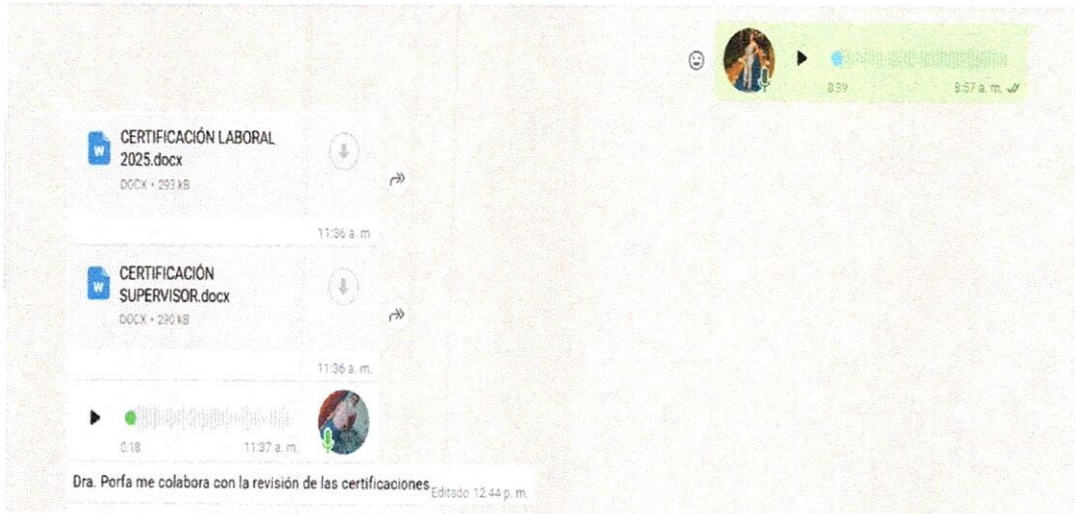 0:39 8:57 a. m.
CERTIFICACIÓN LABORAL
2025.docx
DOCX • 293 kB
11:36 a. m.
CERTIFICACIÓN
SUPERVISOR.docx
DOCX • 290 kB
11:36 a. m.
0:18 11:37 a. m.
Dra. Porfa me colabora con la revisión de las certificaciones Editado 12:44 p. m.